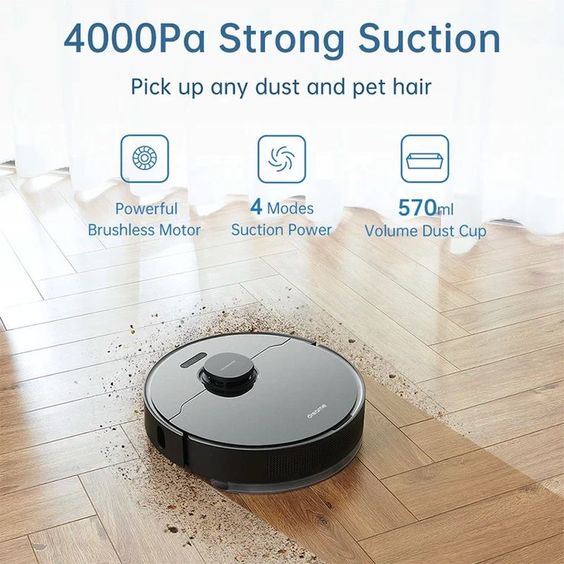 4000Pa Strong Suction
Pick up any dust and pet hair
Powerful
Brushless Motor
4 Modes
Suction Power
570ml
Volume Dust Cup
dreame